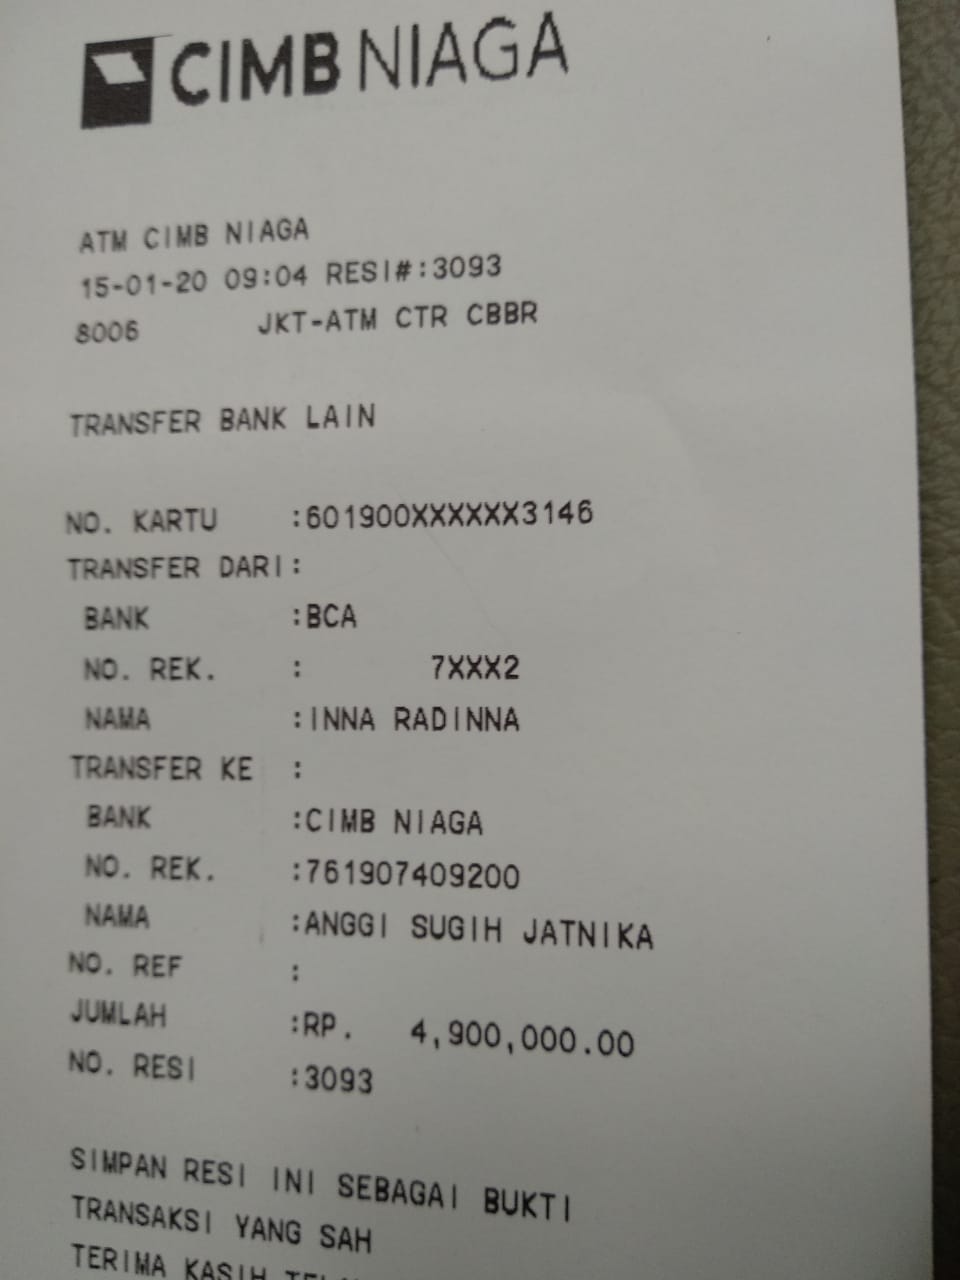 CIMB NIAGA
ATM CIMB NIAGA
15-01-20 09:04 RESI#:3093
8006 JKT-ATM CTR CBBR
TRANSFER BANK LAIN
NO. KARTU :601900XXXXXX3146
TRANSFER DARI:
BANK :BCA
NO. REK. : 7XXX2
NAMA :INNA RADINNA
TRANSFER KE :
BANK :CIMB NIAGA
NO. REK. :761907409200
NAMA :ANGGI SUGIH JATNIKA
NO. REF :
JUMLAH :RP. 4,900,000.00
NO. RESI :3093
SIMPAN RESI INI SEBAGAI BUKTI
TRANSAKSI YANG SAH
TERIMA KASIH